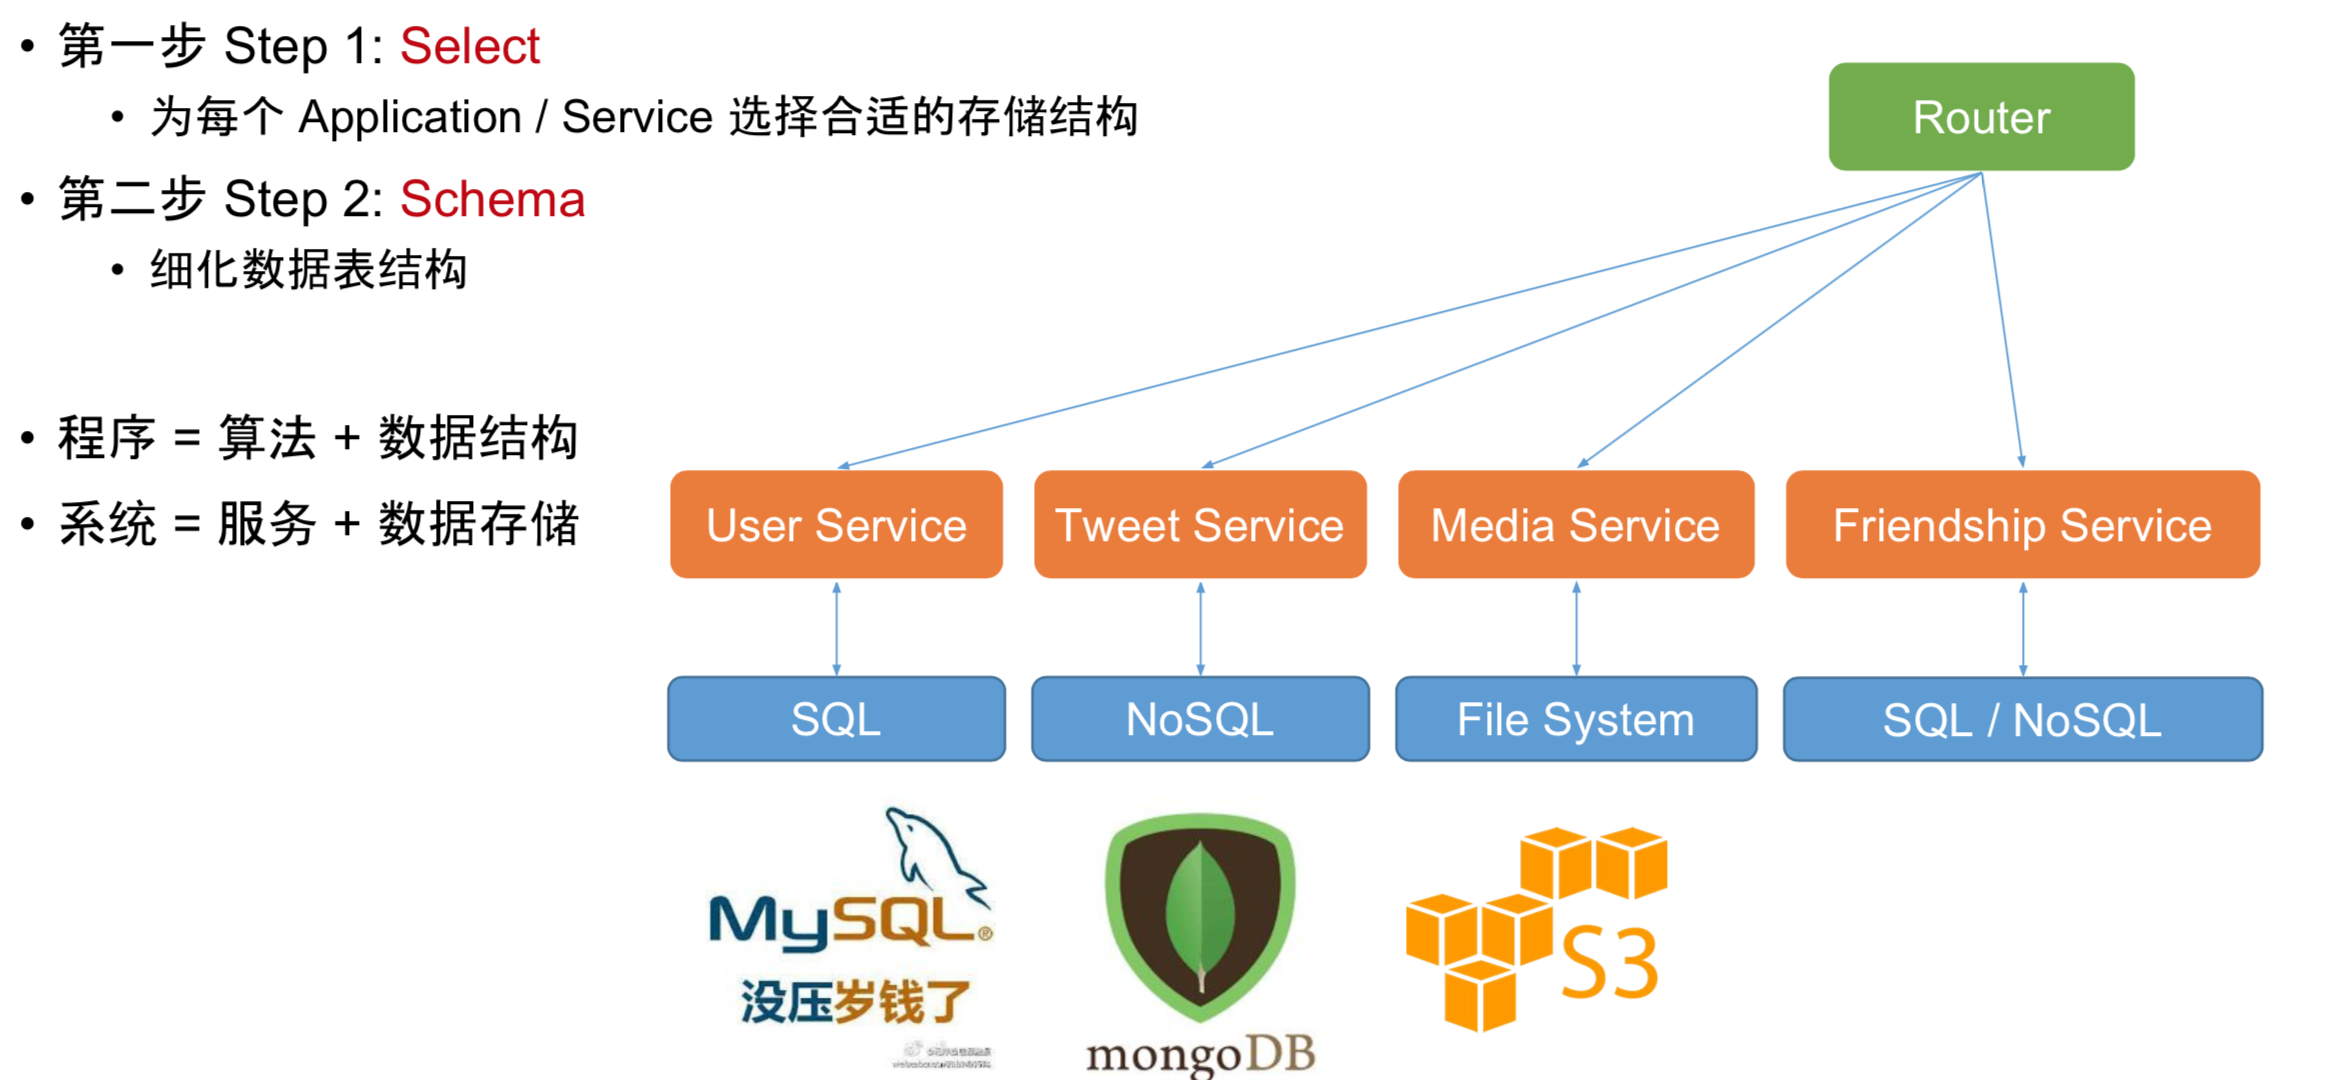 • 第一步 Step 1: Select
• 为每个 Application / Service 选择合适的存储结构
• 第二步 Step 2: Schema
• 细化数据表结构
• 程序 = 算法 + 数据结构
• 系统 = 服务 + 数据存储
Router
User Service
Tweet Service
Media Service
Friendship Service
SQL
NoSQL
File System
SQL / NoSQL
MySQL®
没压岁钱了
mongoDB
S3